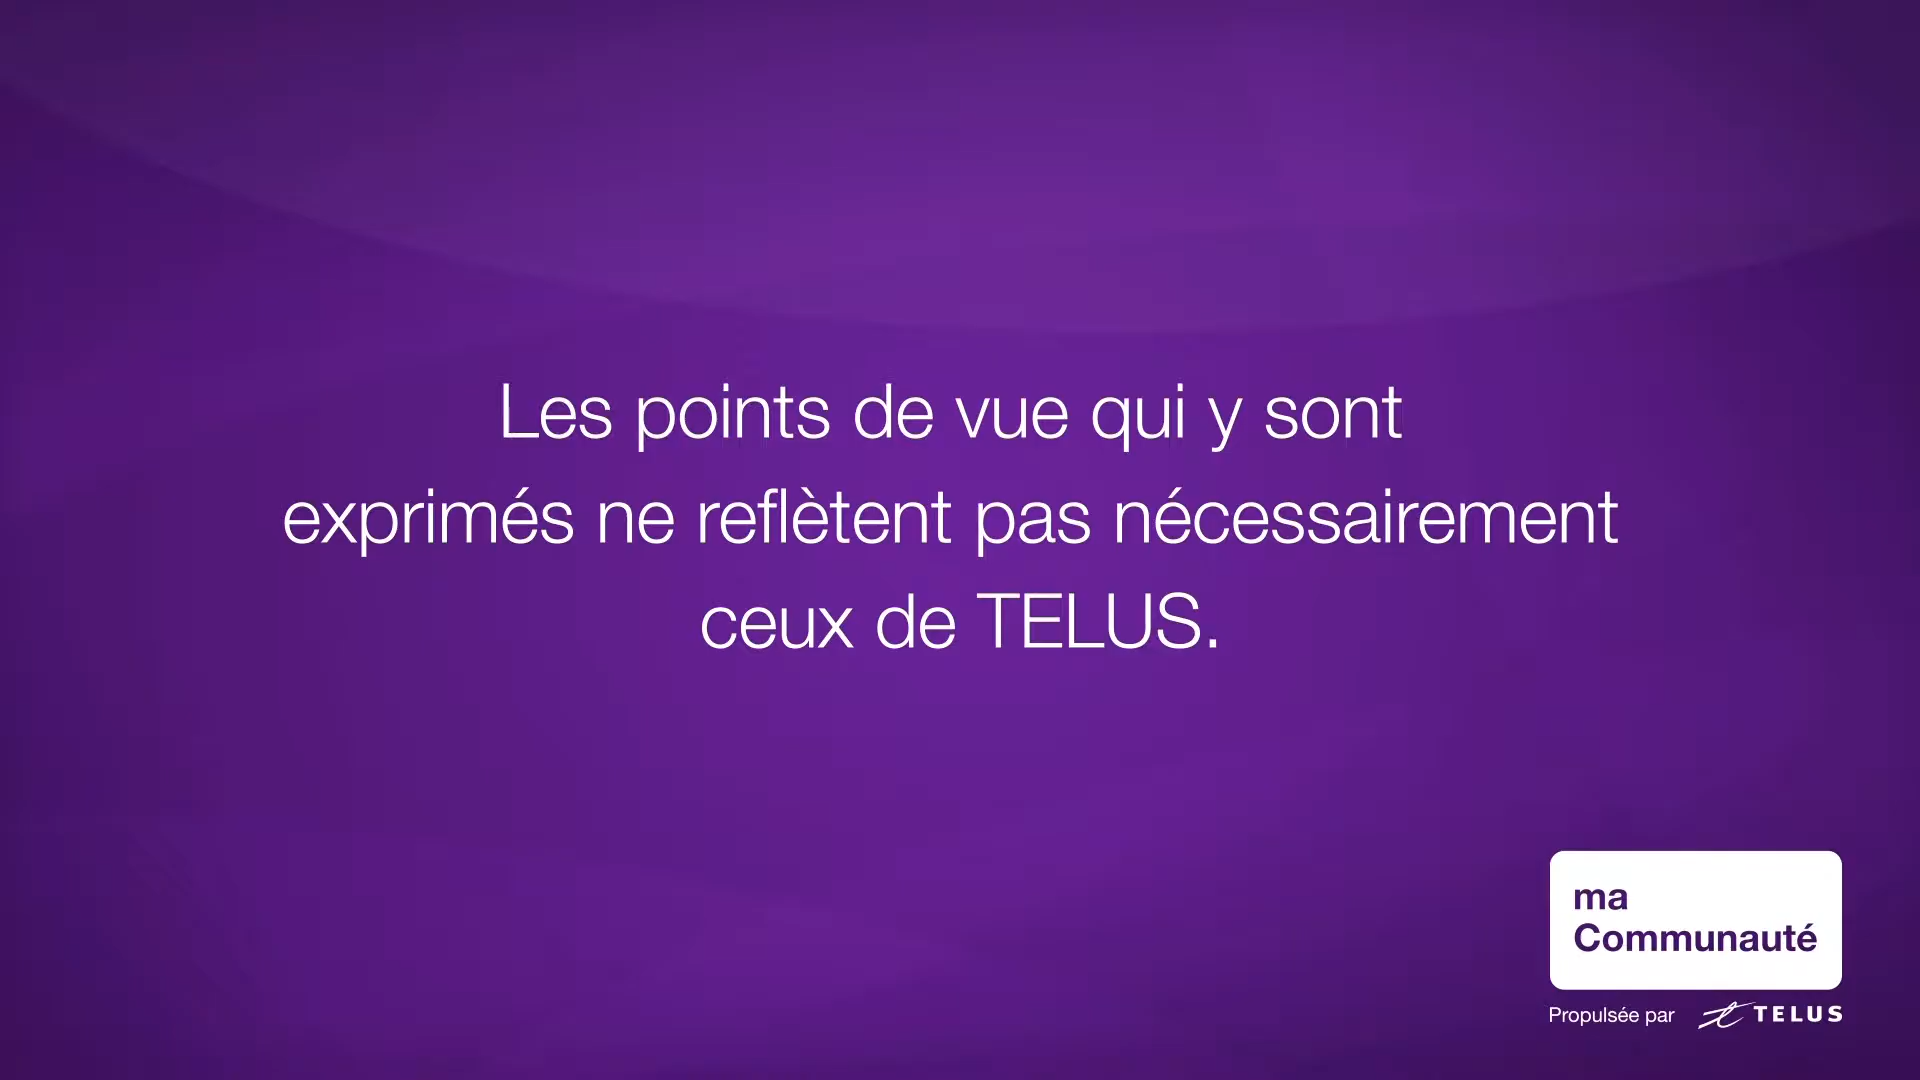 Les points de vue qui y sont
exprimés ne reflètent pas nécessairement
ceux de TELUS.
ma
Communauté
Propulsée par TELUS